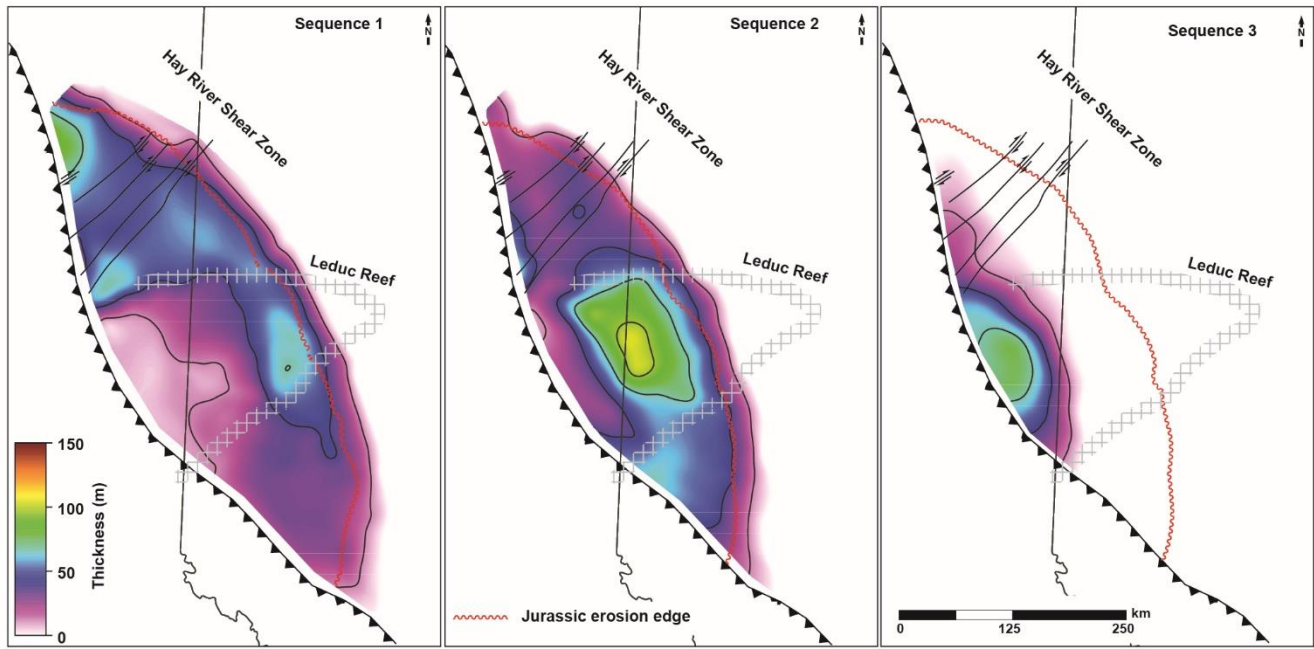 Sequence 1
N
Hay River Shear Zone
Leduc Reef
150
100
50
0
Thickness (m)
Sequence 2
N
Hay River Shear Zone
Leduc Reef
Jurassic erosion edge
Sequence 3
N
Hay River Shear Zone
Leduc Reef
km
0 125 250